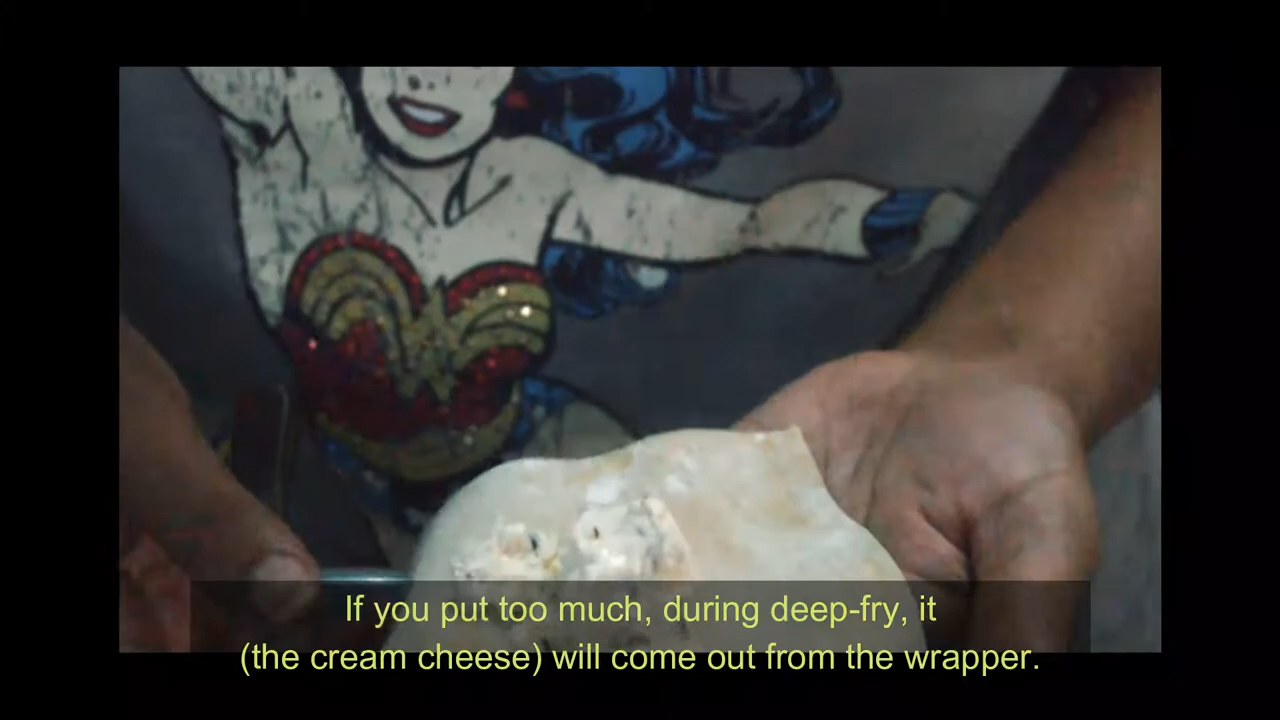 If you put too much, during deep-fry, it
(the cream cheese) will come out from the wrapper.